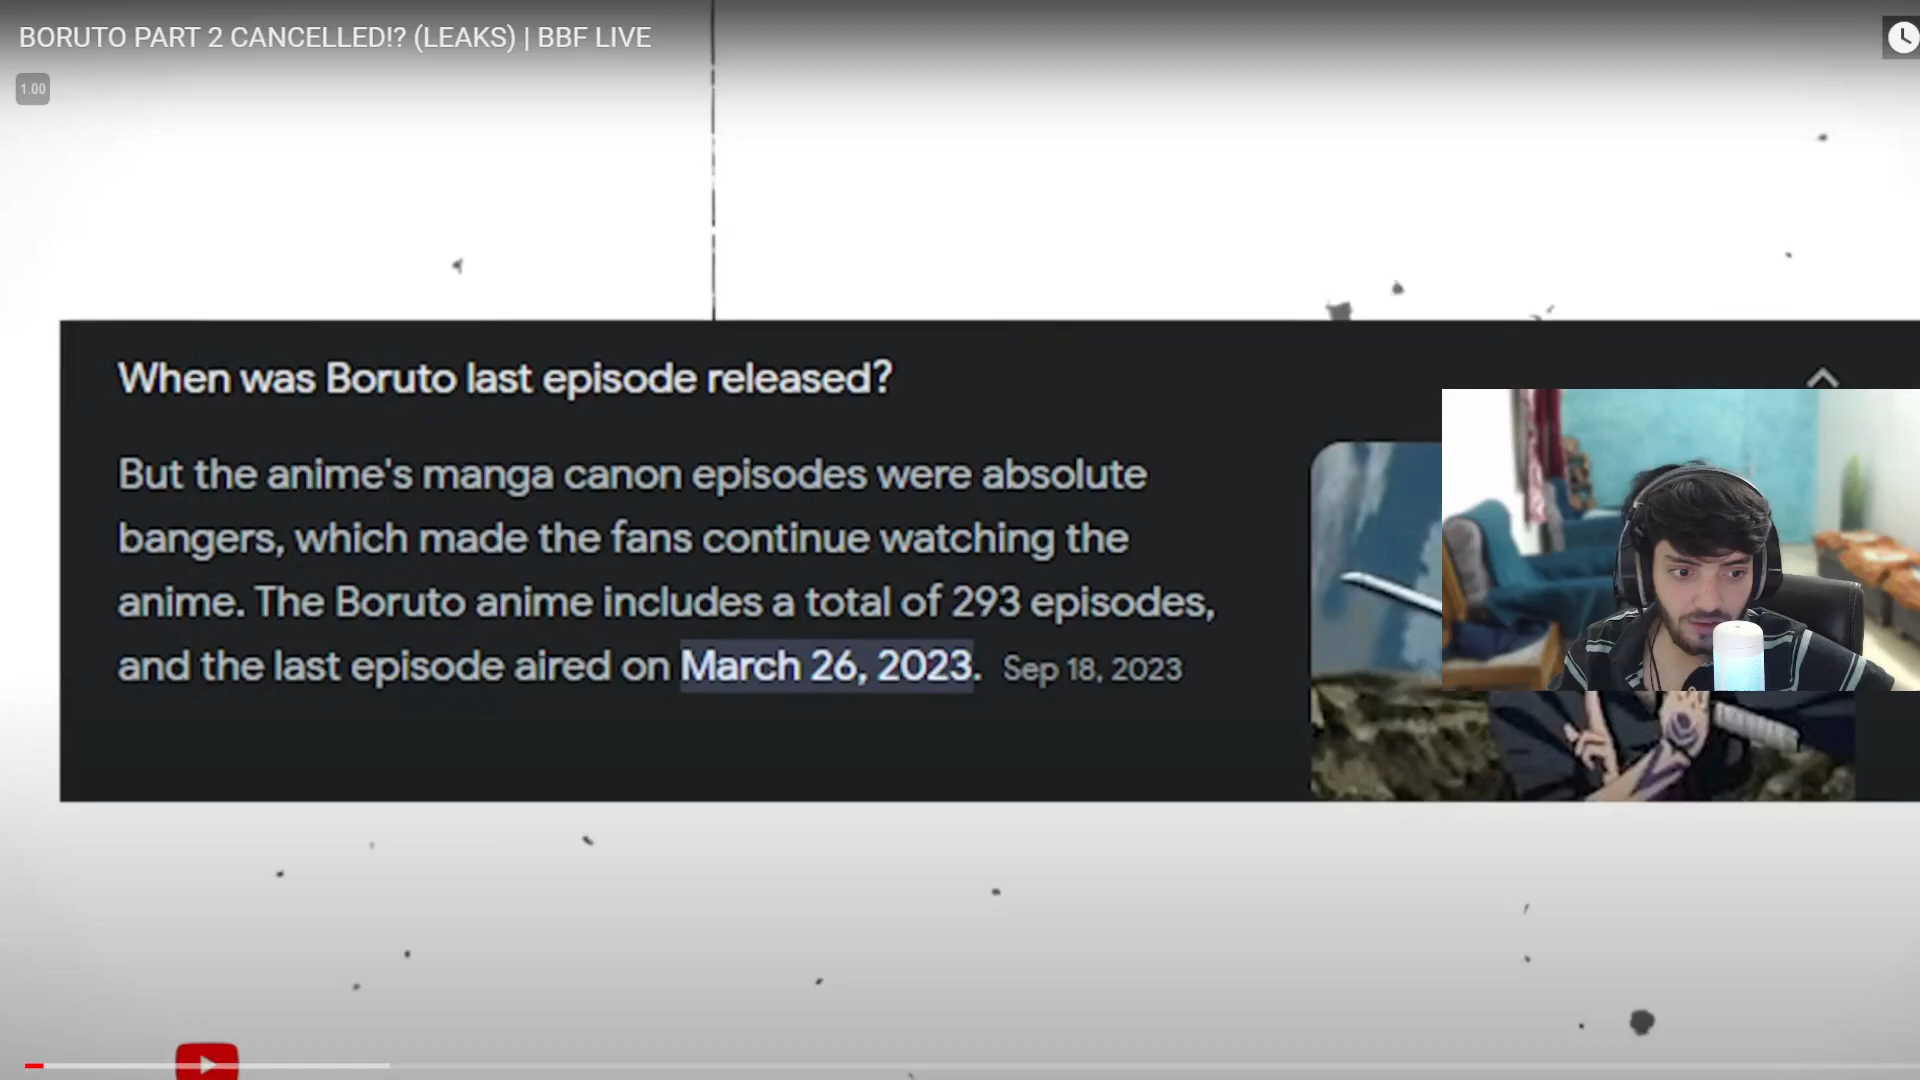 BORUTO PART 2 CANCELLED!? (LEAKS) | BBF LIVE
1.00
When was Boruto last episode released?
But the anime's manga canon episodes were absolute
bangers, which made the fans continue watching the
anime. The Boruto anime includes a total of 293 episodes,
and the last episode aired on March 26, 2023. Sep 18, 2023